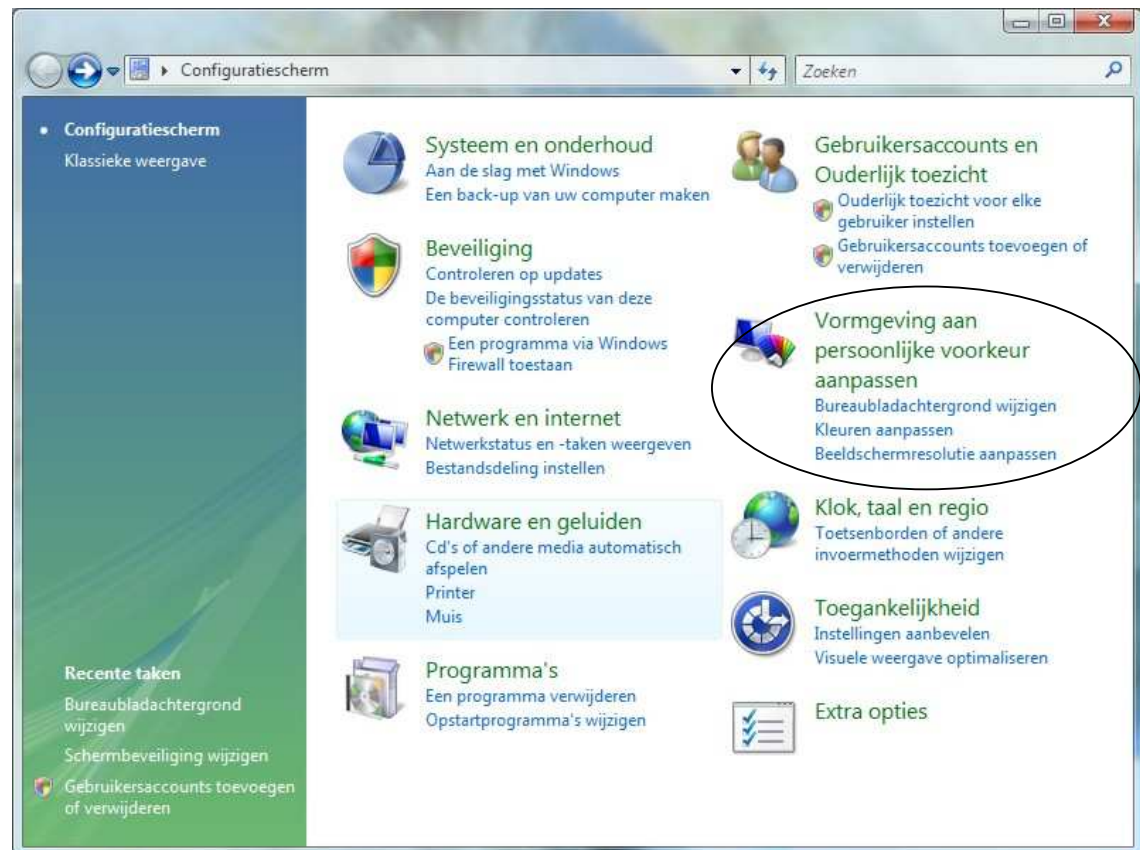 Configuratiescherm
Zoeken
Configuratiescherm
Klassieke weergave
Recente taken
Bureaubladachtergrond
wijzigen
Schermbeveiliging wijzigen
Gebruikersaccounts toevoegen
of verwijderen
Systeem en onderhoud
Aan de slag met Windows
Een back-up van uw computer maken
Beveiliging
Controleren op updates
De beveiligingsstatus van deze
computer controleren
Een programma via Windows
Firewall toestaan
Netwerk en internet
Netwerkstatus en -taken weergeven
Bestandsdeling instellen
Hardware en geluiden
Cd's of andere media automatisch
afspelen
Printer
Muis
Programma's
Een programma verwijderen
Opstartprogramma's wijzigen
Gebruikersaccounts en
Ouderlijk toezicht
Ouderlijk toezicht voor elke
gebruiker instellen
Gebruikersaccounts toevoegen of
verwijderen
Vormgeving aan
persoonlijke voorkeur
aanpassen
Bureaubladachtergrond wijzigen
Kleuren aanpassen
Beeldschermresolutie aanpassen
Klok, taal en regio
Toetsenborden of andere
invoermethoden wijzigen
Toegankelijkheid
Instellingen aanbevelen
Visuele weergave optimaliseren
Extra opties